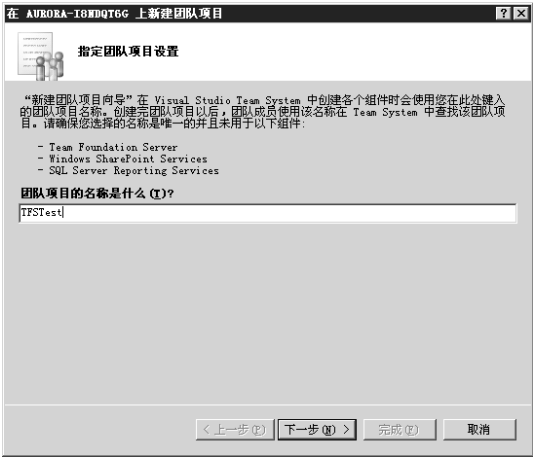 在 AURORA-I8NDQT6G 上新建团队项目
指定团队项目设置
“新建团队项目向导”在 Visual Studio Team System 中创建各个组件时会使用您在此处键入
的团队项目名称。创建完团队项目以后，团队成员使用该名称在 Team System 中查找该团队项
目。请确保您选择的名称是唯一的并且未用于以下组件:
- Team Foundation Server
- Windows SharePoint Services
- SQL Server Reporting Services
团队项目的名称是什么(I)?
TFSTest
< 上一步(P) 下一步(N) > 完成(F) 取消